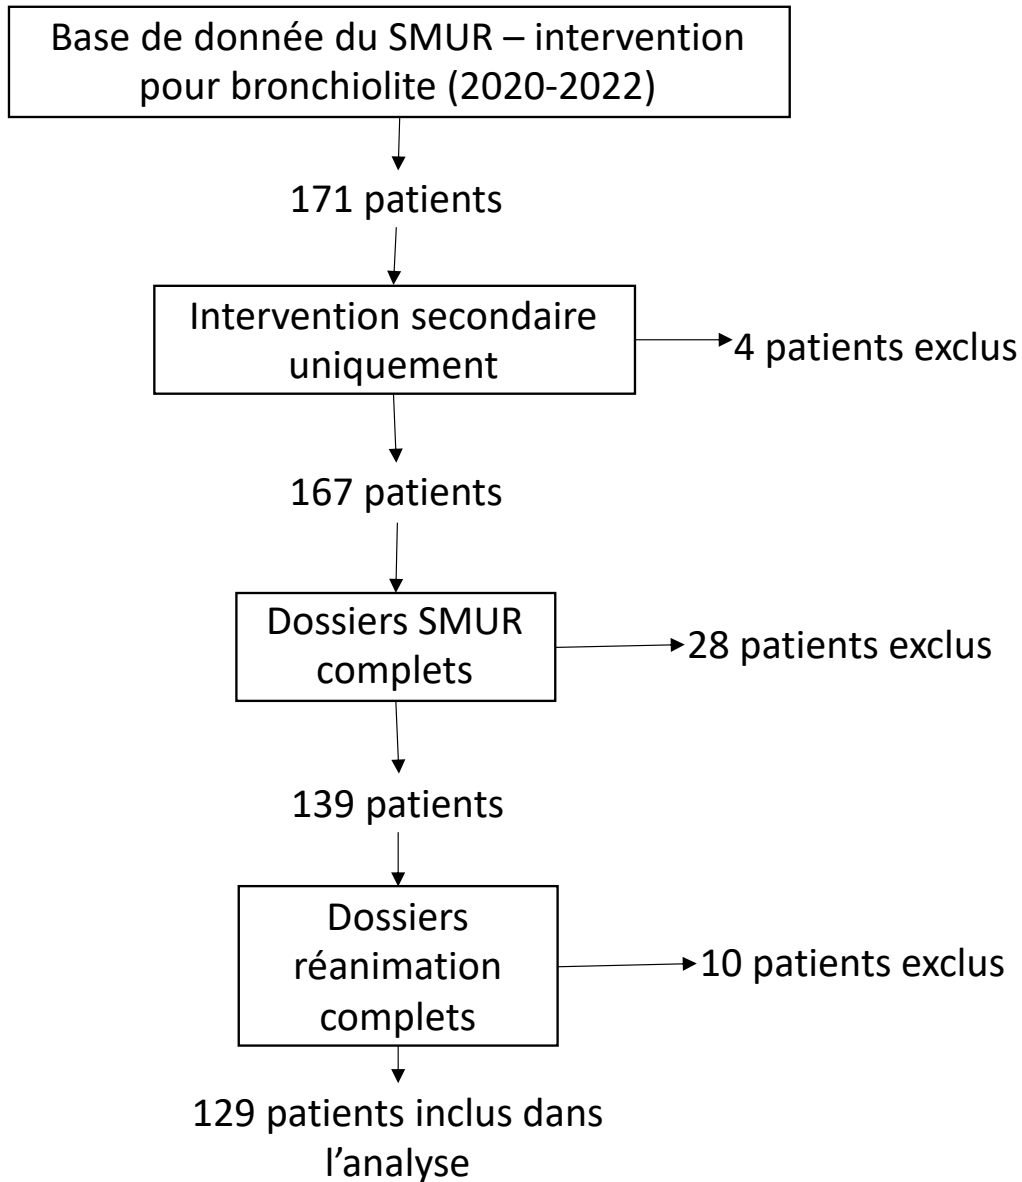 Base de donnée du SMUR – intervention
pour bronchiolite (2020-2022)
171 patients
Intervention secondaire
uniquement
4 patients exclus
167 patients
Dossiers SMUR
complets
28 patients exclus
139 patients
Dossiers
réanimation
complets
10 patients exclus
129 patients inclus dans
l’analyse